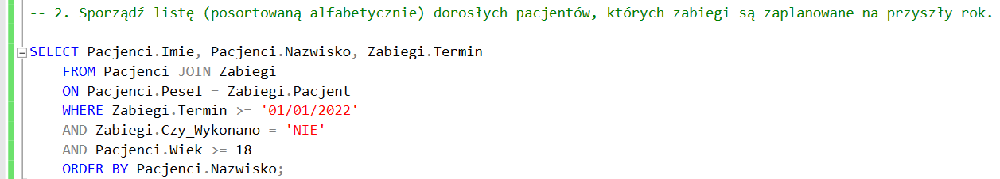 -- 2. Sporządź listę (posortowaną alfabetycznie) dorosłych pacjentów, których zabiegi są zaplanowane na przyszły rok.
SELECT Pacjenci.Imie, Pacjenci.Nazwisko, Zabiegi.Termin
FROM Pacjenci JOIN Zabiegi
ON Pacjenci.Pesel = Zabiegi.Pacjent
WHERE Zabiegi.Termin >= '01/01/2022'
AND Zabiegi.Czy_Wykonano = 'NIE'
AND Pacjenci.Wiek >= 18
ORDER BY Pacjenci.Nazwisko;